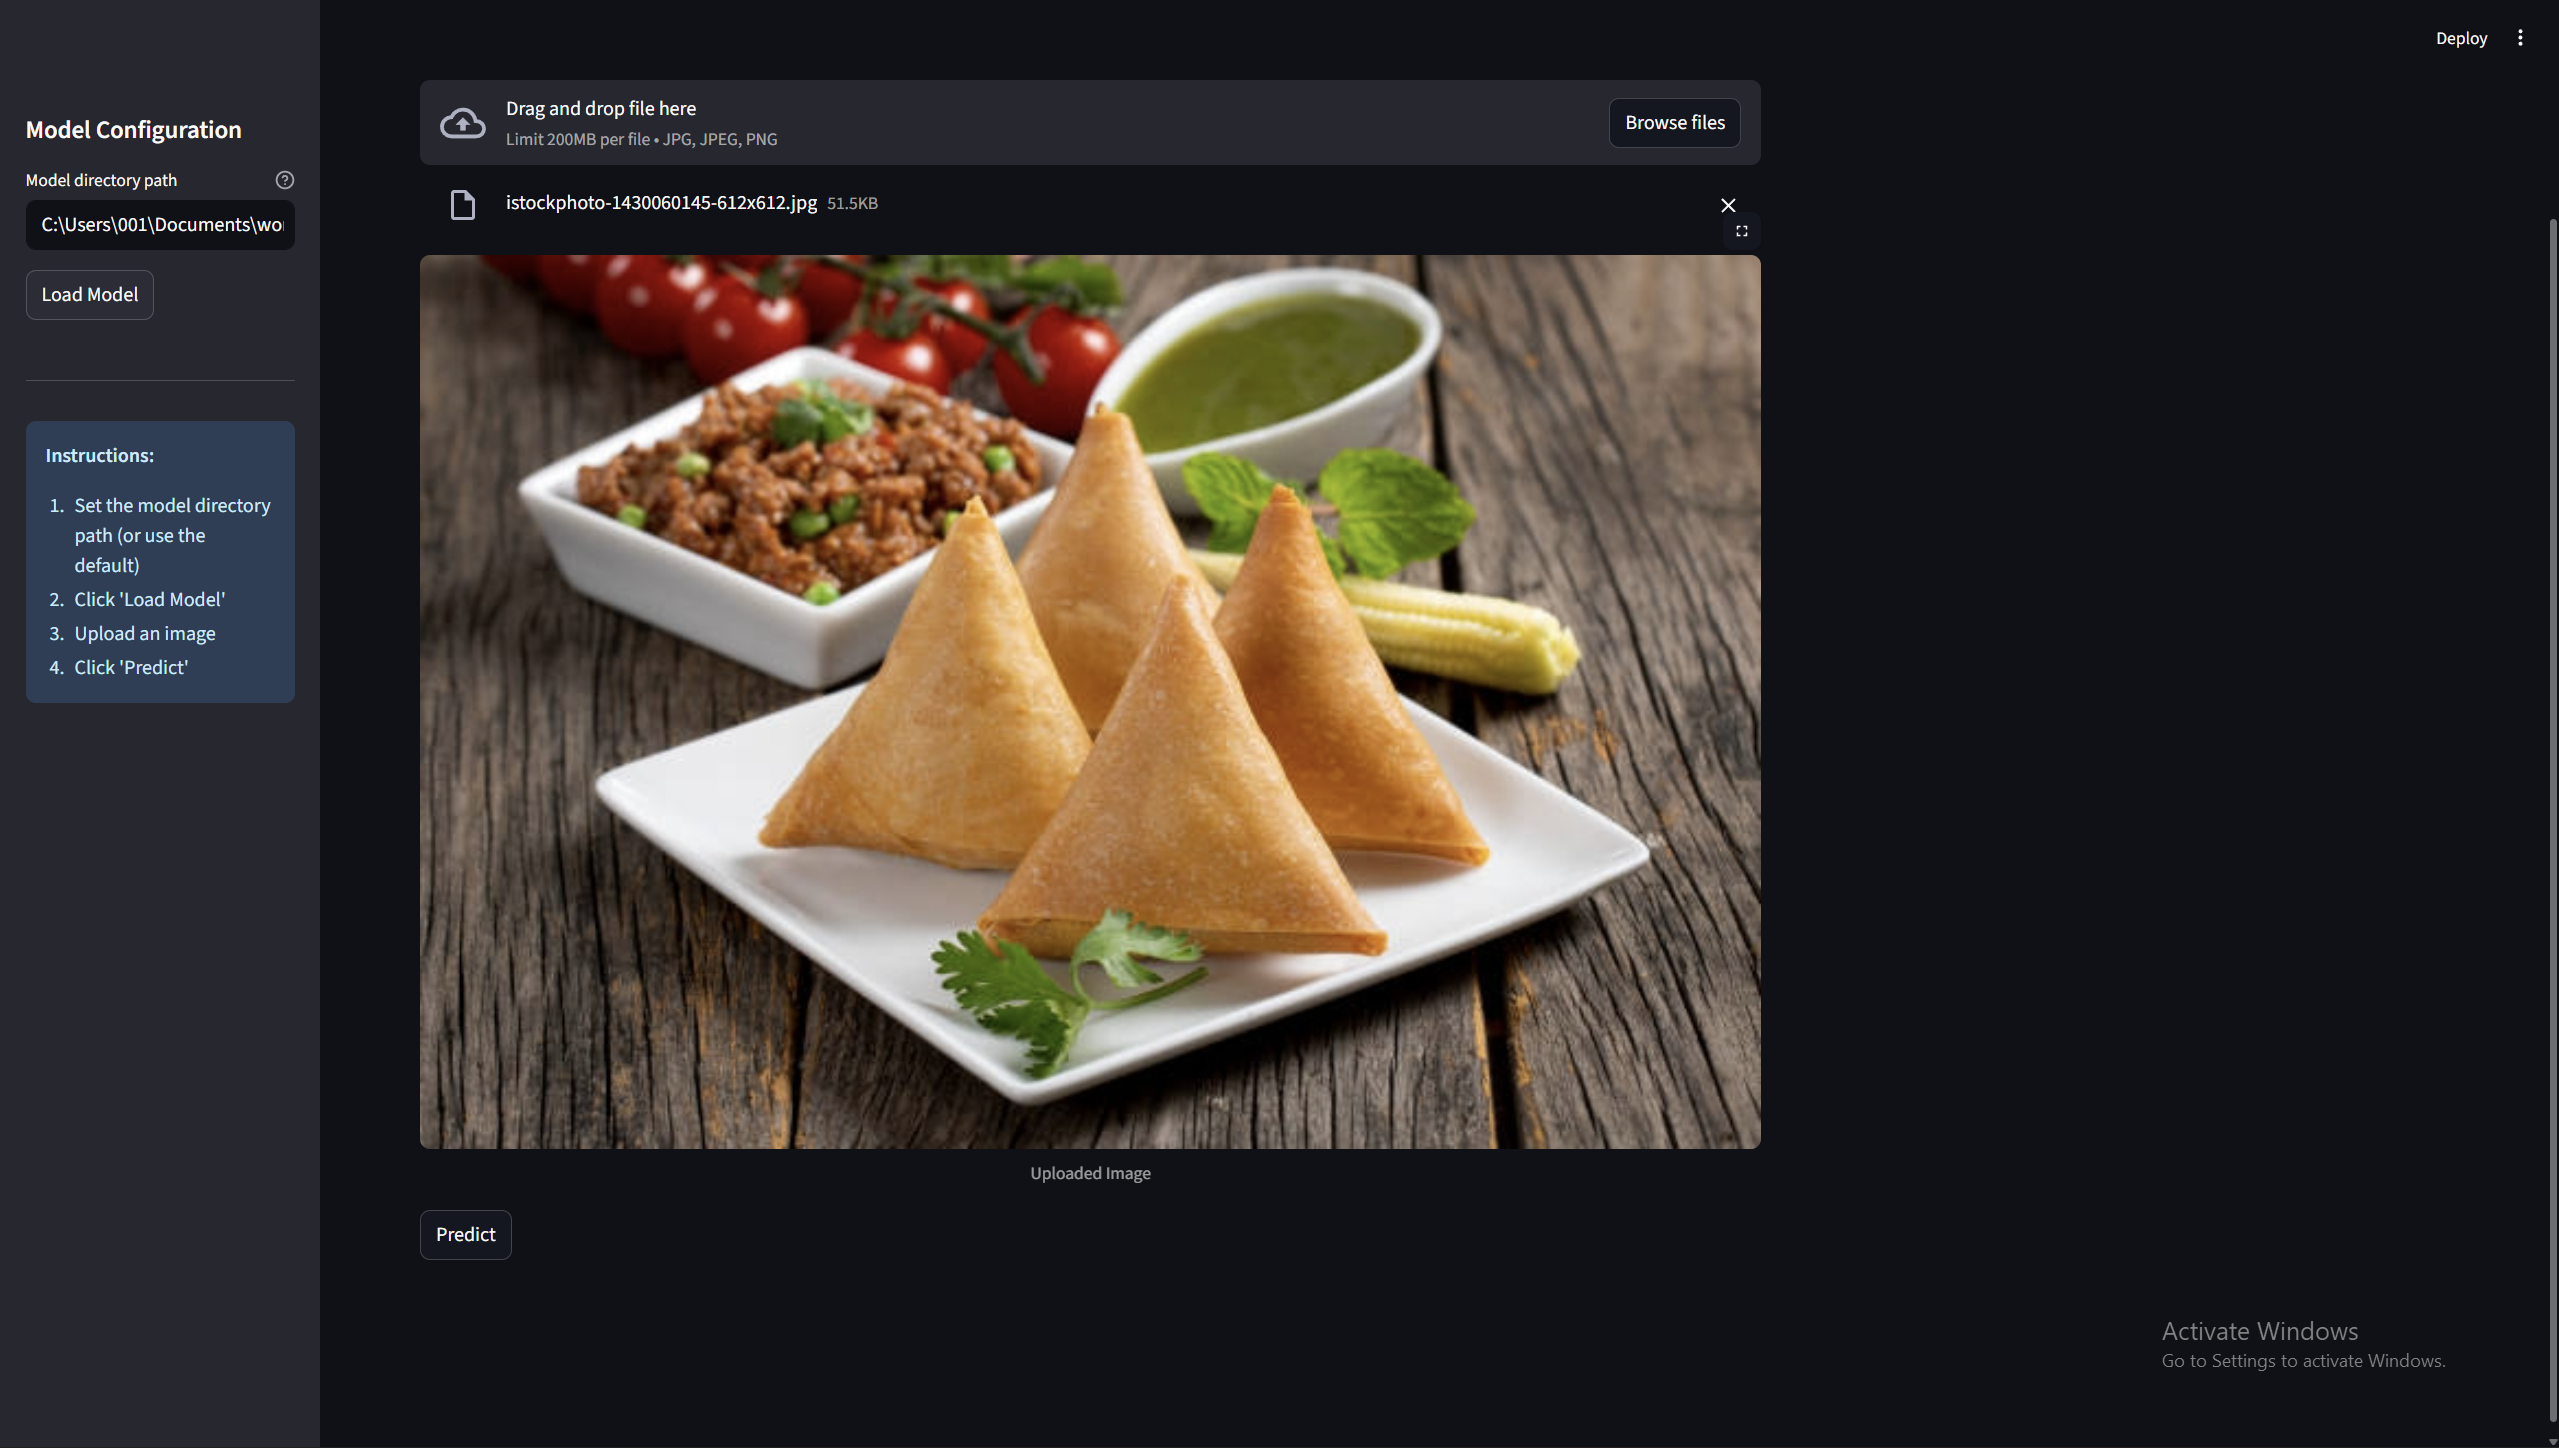 Deploy
Model Configuration
Model directory path
C:\Users\001\Documents\wor
Load Model
Instructions:
1. Set the model directory
path (or use the
default)
2. Click 'Load Model'
3. Upload an image
4. Click 'Predict'
Drag and drop file here
Limit 200MB per file • JPG, JPEG, PNG
Browse files
istockphoto-1430060145-612x612.jpg 51.5KB
Uploaded Image
Predict
Activate Windows
Go to Settings to activate Windows.